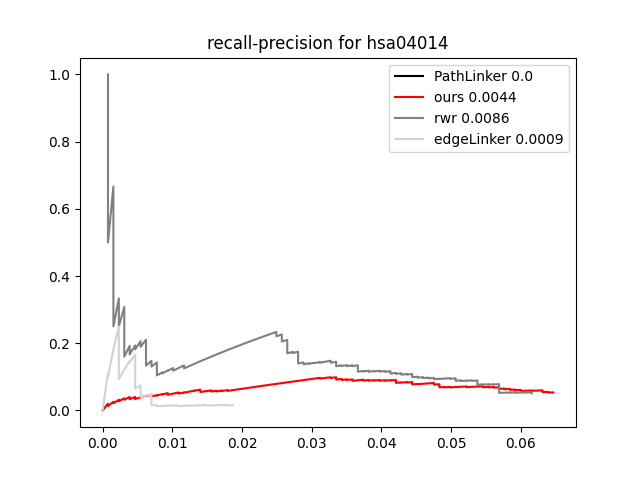 recall-precision for hsa04014
PathLinker 0.0
ours 0.0044
rwr 0.0086
edgeLinker 0.0009
1.0
0.8
0.6
0.4
0.2
0.0
0.00 0.01 0.02 0.03 0.04 0.05 0.06